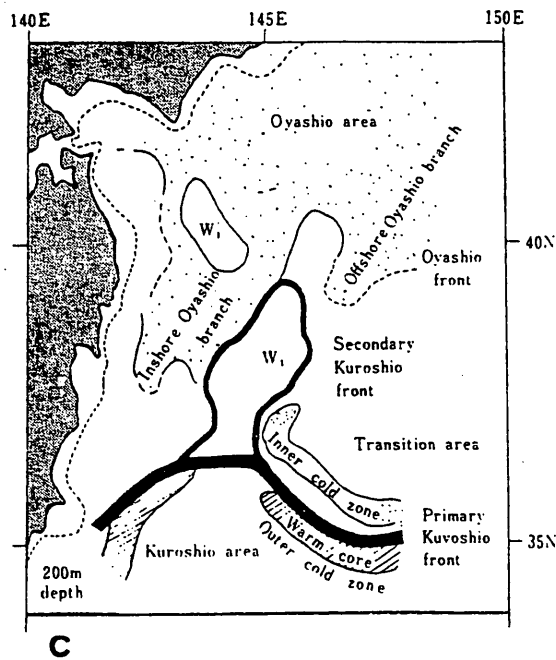 140E 145E 150E
Oyashio area
Offshore Oyashio branch
W₁
40N
Oyashio
front
Inshore Oyashio
branch
Secondary
Kuroshio
front
W₁
Transition area
Inner cold zone
Primary
Kuvoshio
front
Warm core
Outer cold zone
Kuroshio area
35N
200m
depth
C